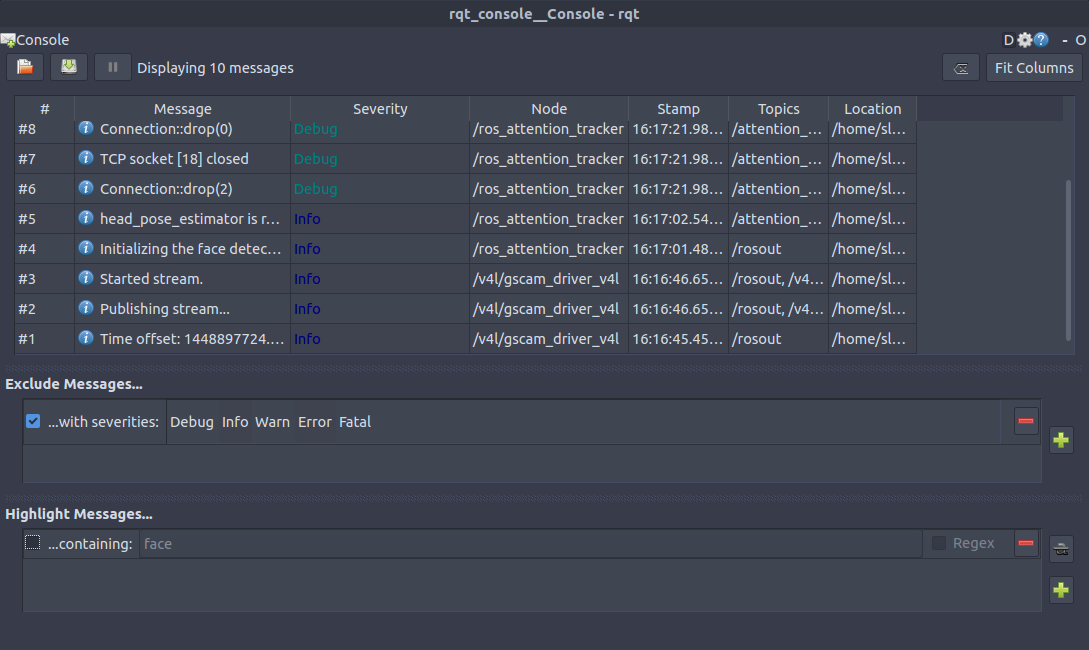 rqt_console__Console - rqt
Console D ? - O
Displaying 10 messages Fit Columns
# Message Severity Node Stamp Topics Location
#8 Connection::drop(0) Debug /ros_attention_tracker 16:17:21.98... /attention_... /home/sl...
#7 TCP socket [18] closed Debug /ros_attention_tracker 16:17:21.98... /attention_... /home/sl...
#6 Connection::drop(2) Debug /ros_attention_tracker 16:17:21.98... /attention_... /home/sl...
#5 head_pose_estimator is r... Info /ros_attention_tracker 16:17:02.54... /attention_... /home/sl...
#4 Initializing the face detec... Info /ros_attention_tracker 16:17:01.48... /rosout /home/sl...
#3 Started stream. Info /v4l/gscam_driver_v4l 16:16:46.65... /rosout, /v4... /home/sl...
#2 Publishing stream... Info /v4l/gscam_driver_v4l 16:16:46.65... /rosout, /v4... /home/sl...
#1 Time offset: 1448897724.... Info /v4l/gscam_driver_v4l 16:16:45.45... /rosout /home/sl...
Exclude Messages...
...with severities: Debug Info Warn Error Fatal
Highlight Messages...
...containing: face Regex